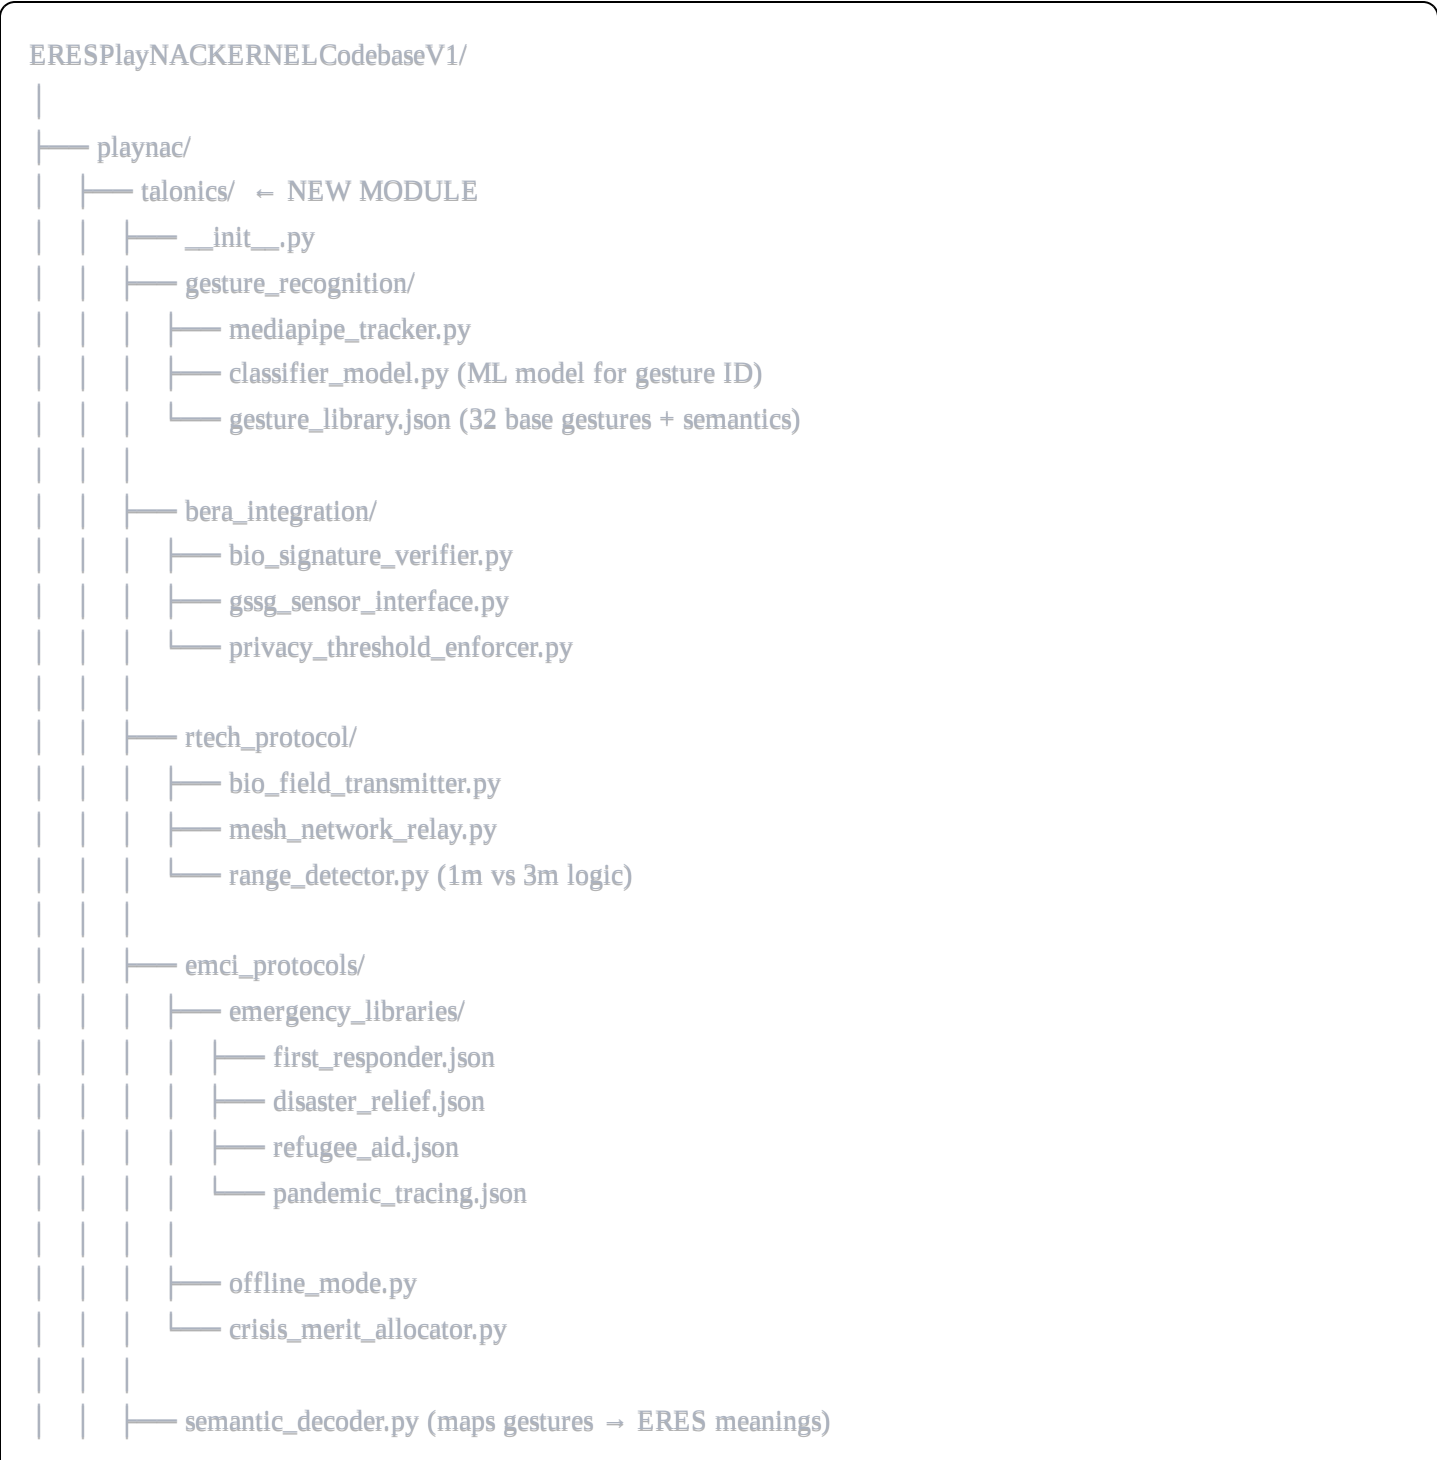 ERESPlayNACKERNELCodebaseV1/
│
├── playnac/
│   ├── talonics/  ← NEW MODULE
│   │   ├── __init__.py
│   │   ├── gesture_recognition/
│   │   │   ├── mediapipe_tracker.py
│   │   │   ├── classifier_model.py (ML model for gesture ID)
│   │   │   └── gesture_library.json (32 base gestures + semantics)
│   │   │
│   │   ├── bera_integration/
│   │   │   ├── bio_signature_verifier.py
│   │   │   ├── gssg_sensor_interface.py
│   │   │   └── privacy_threshold_enforcer.py
│   │   │
│   │   ├── rtech_protocol/
│   │   │   ├── bio_field_transmitter.py
│   │   │   ├── mesh_network_relay.py
│   │   │   └── range_detector.py (1m vs 3m logic)
│   │   │
│   │   ├── emci_protocols/
│   │   │   ├── emergency_libraries/
│   │   │   │   ├── first_responder.json
│   │   │   │   ├── disaster_relief.json
│   │   │   │   ├── refugee_aid.json
│   │   │   │   └── pandemic_tracing.json
│   │   │   │
│   │   │   ├── offline_mode.py
│   │   │   └── crisis_merit_allocator.py
│   │   │
│   │   ├── semantic_decoder.py (maps gestures → ERES meanings)